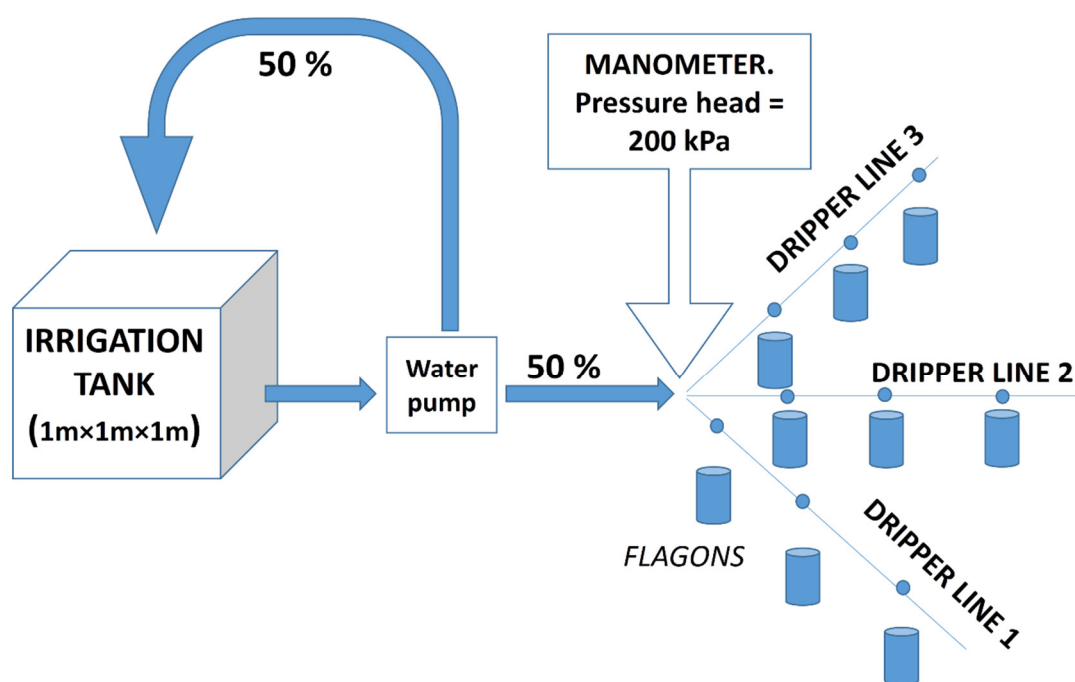 50 %
MANOMETER.
Pressure head =
200 kPa
DRIPPER LINE 3
IRRIGATION
TANK
(1m×1m×1m)
Water
pump
50 %
DRIPPER LINE 2
FLAGONS
DRIPPER LINE 1